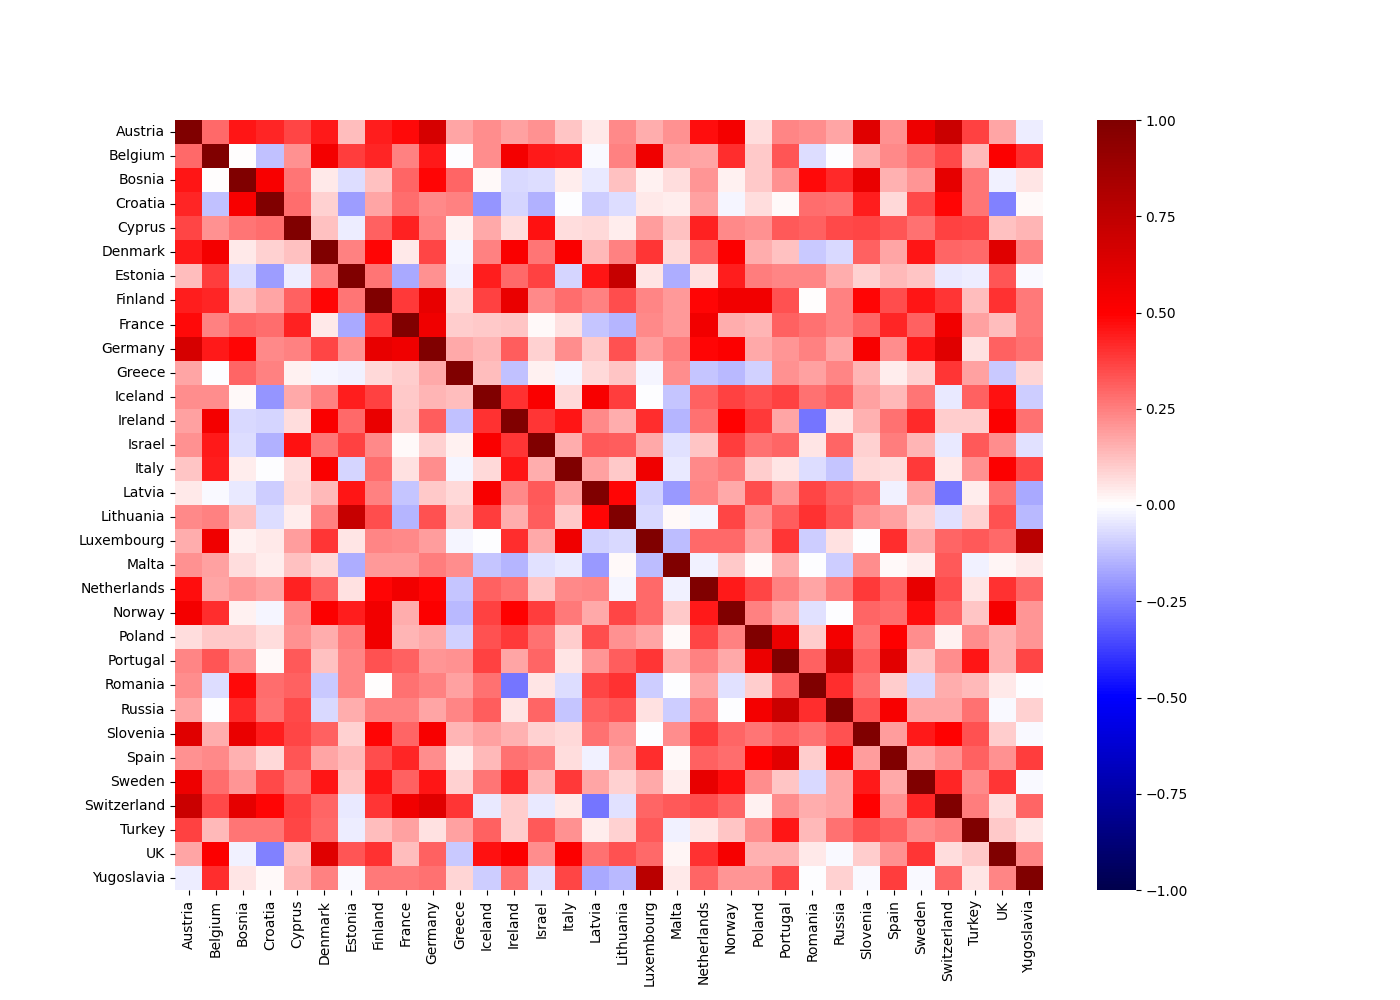 Austria
Belgium
Bosnia
Croatia
Cyprus
Denmark
Estonia
Finland
France
Germany
Greece
Iceland
Ireland
Israel
Italy
Latvia
Lithuania
Luxembourg
Malta
Netherlands
Norway
Poland
Portugal
Romania
Russia
Slovenia
Spain
Sweden
Switzerland
Turkey
UK
Yugoslavia
Austria
Belgium
Bosnia
Croatia
Cyprus
Denmark
Estonia
Finland
France
Germany
Greece
Iceland
Ireland
Israel
Italy
Latvia
Lithuania
Luxembourg
Malta
Netherlands
Norway
Poland
Portugal
Romania
Russia
Slovenia
Spain
Sweden
Switzerland
Turkey
UK
Yugoslavia
1.00
0.75
0.50
0.25
0.00
−0.25
−0.50
−0.75
−1.00